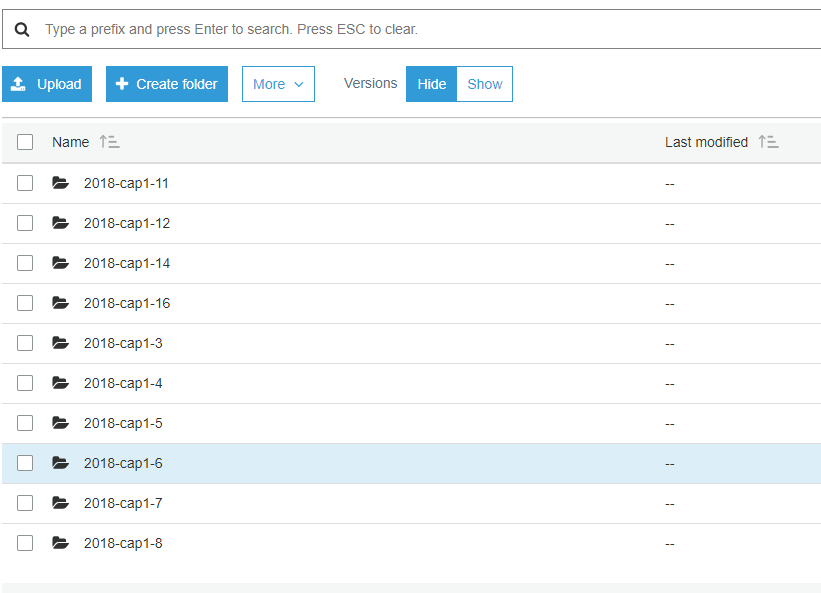 Type a prefix and press Enter to search. Press ESC to clear.
Upload Create folder More Versions Hide Show
Name Last modified
2018-cap1-11 --
2018-cap1-12 --
2018-cap1-14 --
2018-cap1-16 --
2018-cap1-3 --
2018-cap1-4 --
2018-cap1-5 --
2018-cap1-6 --
2018-cap1-7 --
2018-cap1-8 --